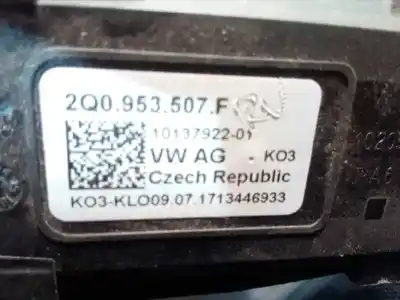 2Q0.953.507.F
10137922-01
VW AG . KO3
Czech Republic
KO3-KLO09.07.1713446933